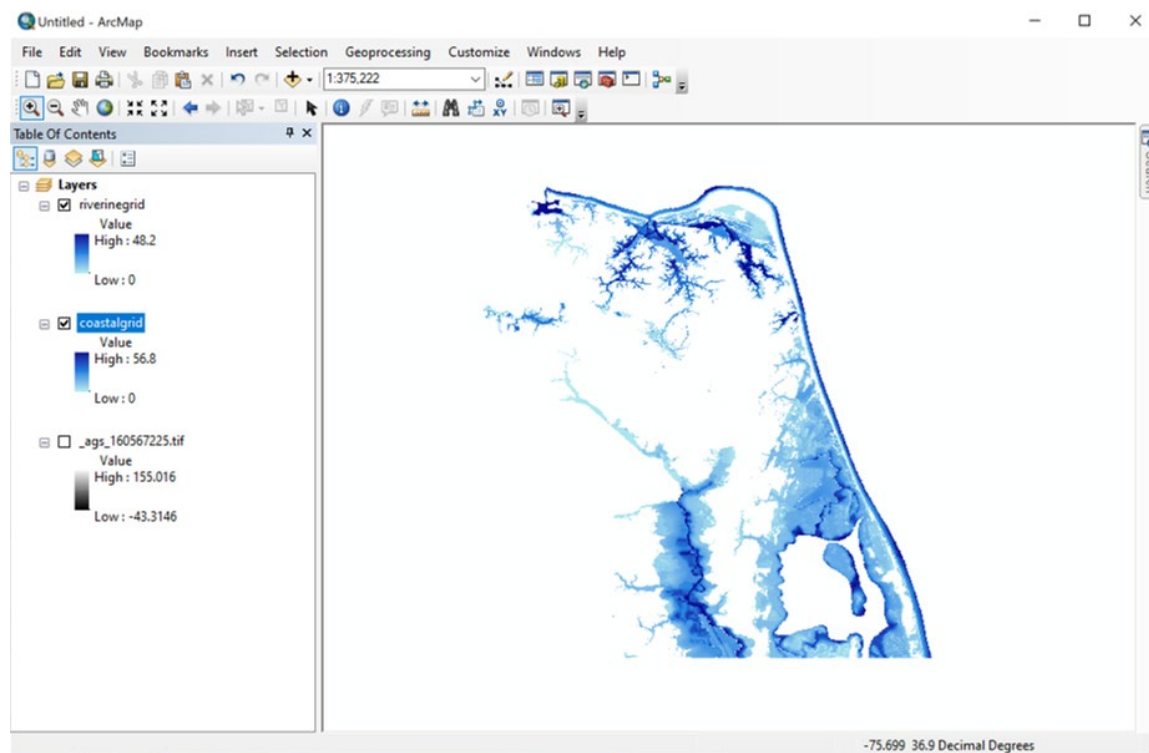 Untitled - ArcMap
File Edit View Bookmarks Insert Selection Geoprocessing Customize Windows Help
1:375,222
Table Of Contents
Layers
riverinegrid
Value
High : 48.2
Low : 0
coastalgrid
Value
High : 56.8
Low : 0
_ags_160567225.tif
Value
High : 155.016
Low : -43.3146
-75.699 36.9 Decimal Degrees